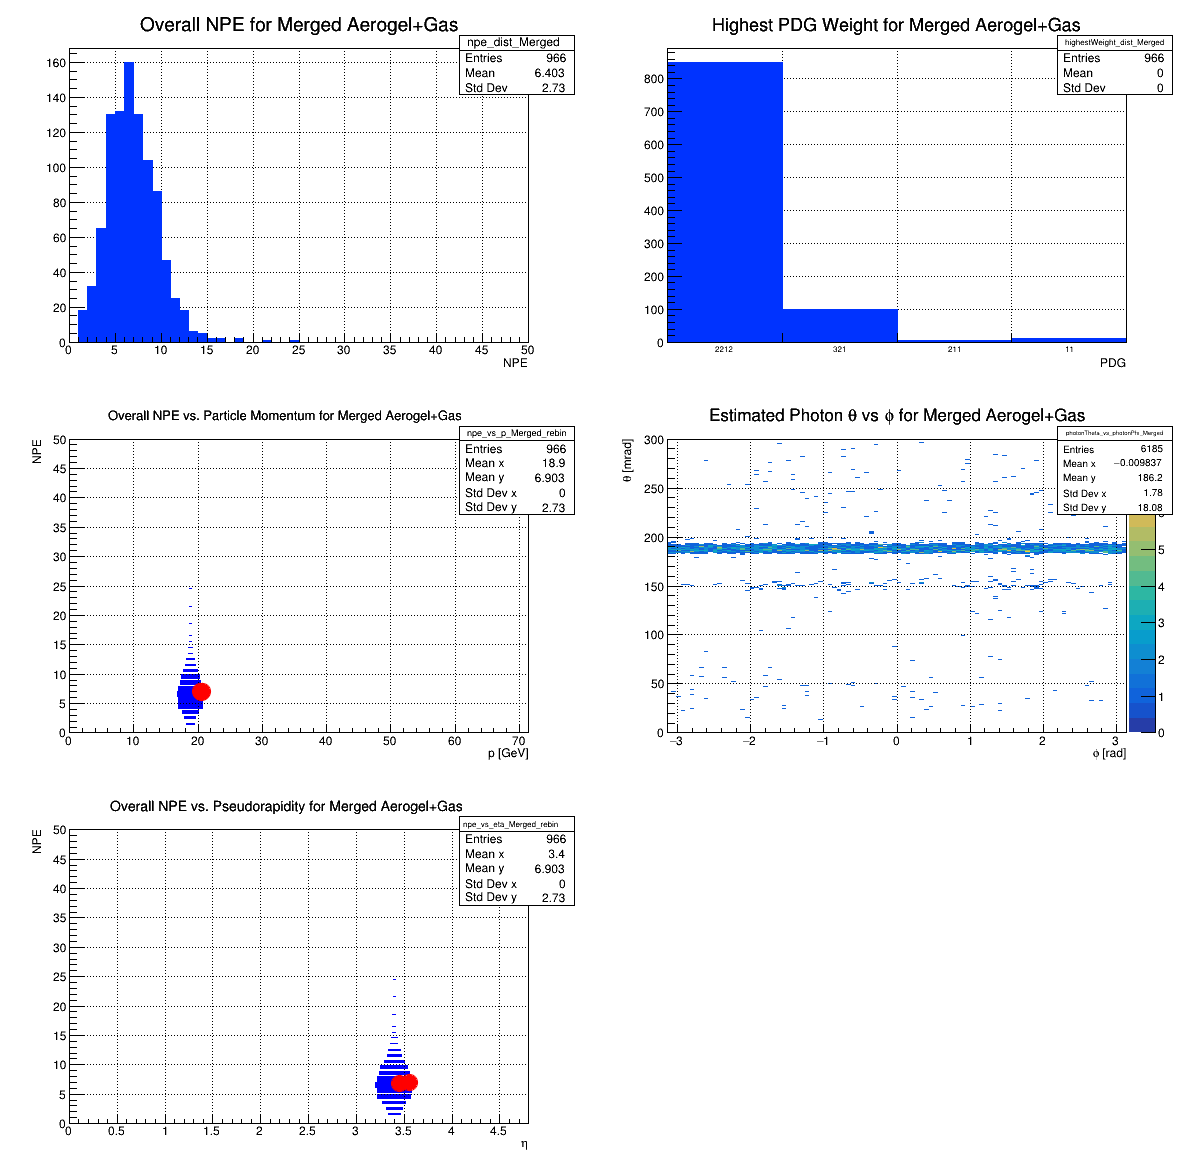 Overall NPE for Merged Aerogel+Gas
npe_dist_Merged
Entries 966
Mean 6.403
Std Dev 2.73
160
140
120
100
80
60
40
20
0
0 5 10 15 20 25 30 35 40 45 50
NPE
Highest PDG Weight for Merged Aerogel+Gas
highestWeight_dist_Merged
Entries 966
Mean 0
Std Dev 0
800
700
600
500
400
300
200
100
0
2212 321 211 11
PDG
Overall NPE vs. Particle Momentum for Merged Aerogel+Gas
npe_vs_p_Merged_rebin
Entries 966
Mean x 18.9
Mean y 6.903
Std Dev x 0
Std Dev y 2.73
NPE
50
45
40
35
30
25
20
15
10
5
0
0 10 20 30 40 50 60 70
p [GeV]
Estimated Photon θ vs ϕ for Merged Aerogel+Gas
photonTheta_vs_photonPhi_Merged
Entries 6185
Mean x −0.009837
Mean y 186.2
Std Dev x 1.78
Std Dev y 18.08
θ [mrad]
300
250
200
150
100
50
0
−3 −2 −1 0 1 2 3
ϕ [rad]
5
4
3
2
1
0
Overall NPE vs. Pseudorapidity for Merged Aerogel+Gas
npe_vs_eta_Merged_rebin
Entries 966
Mean x 3.4
Mean y 6.903
Std Dev x 0
Std Dev y 2.73
NPE
50
45
40
35
30
25
20
15
10
5
0
0 0.5 1 1.5 2 2.5 3 3.5 4 4.5
η